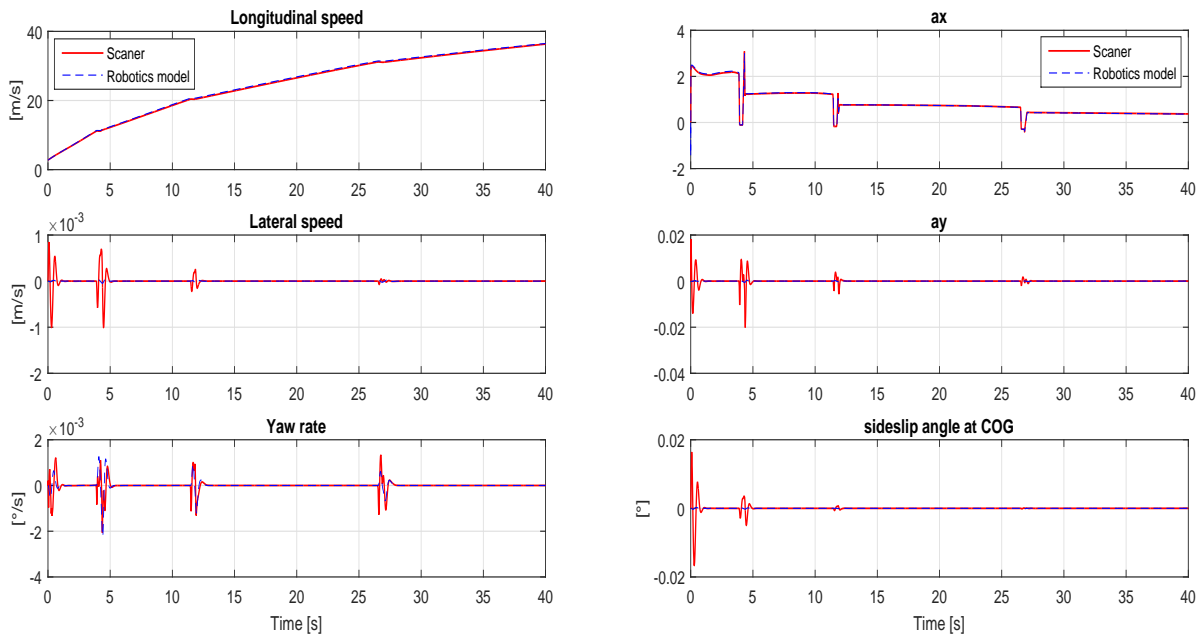 Longitudinal speed
40
20
0
[m/s]
Scaner
Robotics model
0 5 10 15 20 25 30 35 40
ax
4
2
0
-2
Scaner
Robotics model
0 5 10 15 20 25 30 35 40
Lateral speed
×10⁻³
1
0
-1
-2
[m/s]
0 5 10 15 20 25 30 35 40
ay
0.02
0
-0.02
-0.04
0 5 10 15 20 25 30 35 40
Yaw rate
×10⁻³
2
0
-2
-4
[°/s]
0 5 10 15 20 25 30 35 40
Time [s]
sideslip angle at COG
0.02
0
-0.02
[°]
0 5 10 15 20 25 30 35 40
Time [s]